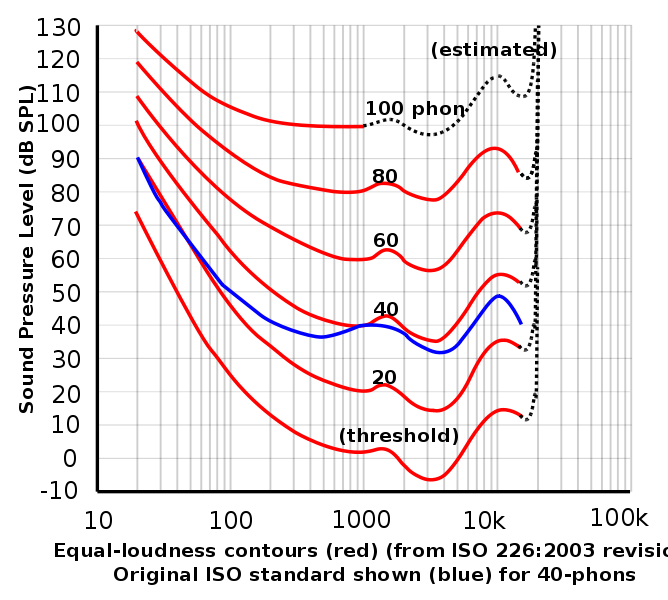 130
120
110
100
90
80
70
60
50
40
30
20
10
0
-10
Sound Pressure Level (dB SPL)
(estimated)
100 phon
80
60
40
20
(threshold)
10 100 1000 10k 100k
Equal-loudness contours (red) (from ISO 226:2003 revisio
Original ISO standard shown (blue) for 40-phons